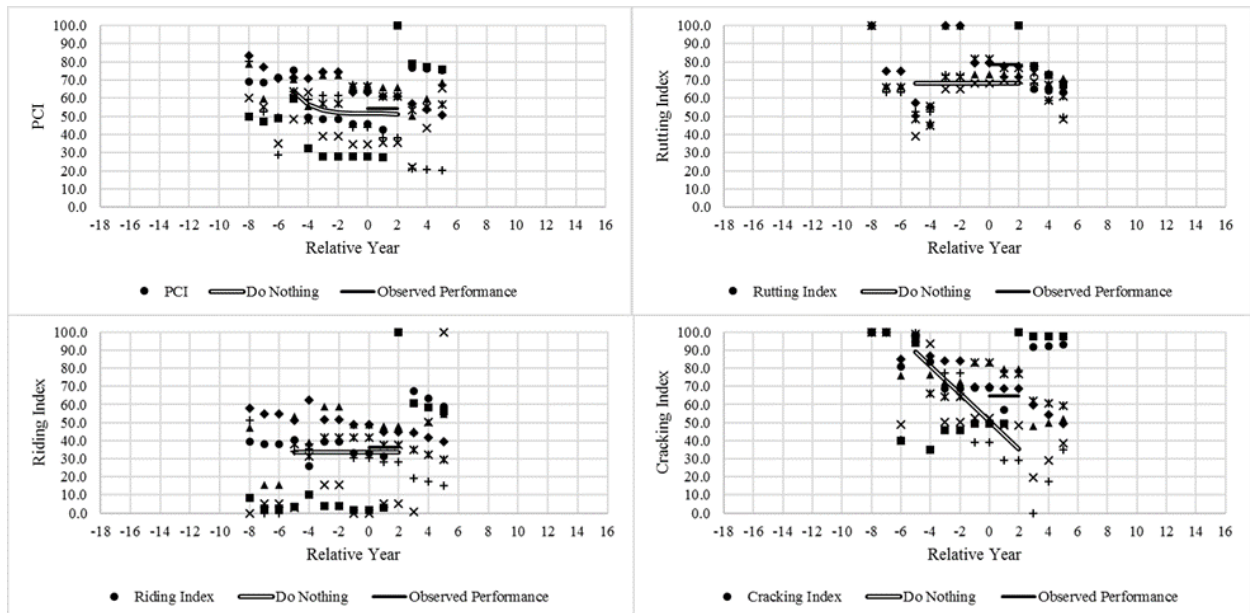 PCI
100.0
90.0
80.0
70.0
60.0
50.0
40.0
30.0
20.0
10.0
0.0
-18 -16 -14 -12 -10 -8 -6 -4 -2 0 2 4 6 8 10 12 14 16
Relative Year
PCI Do Nothing Observed Performance
Rutting Index
100.0
90.0
80.0
70.0
60.0
50.0
40.0
30.0
20.0
10.0
0.0
-18 -16 -14 -12 -10 -8 -6 -4 -2 0 2 4 6 8 10 12 14 16
Relative Year
Rutting Index Do Nothing Observed Performance
Riding Index
100.0
90.0
80.0
70.0
60.0
50.0
40.0
30.0
20.0
10.0
0.0
-18 -16 -14 -12 -10 -8 -6 -4 -2 0 2 4 6 8 10 12 14 16
Relative Year
Riding Index Do Nothing Observed Performance
Cracking Index
100.0
90.0
80.0
70.0
60.0
50.0
40.0
30.0
20.0
10.0
0.0
-18 -16 -14 -12 -10 -8 -6 -4 -2 0 2 4 6 8 10 12 14 16
Relative Year
Cracking Index Do Nothing Observed Performance